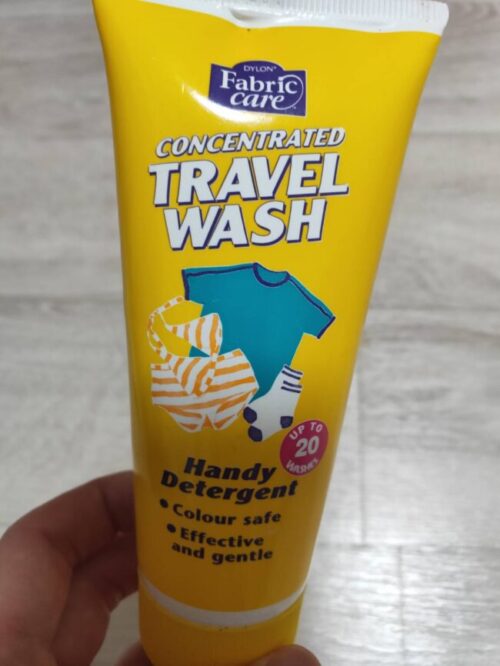 DYLON®
Fabric
care
CONCENTRATED
TRAVEL
WASH
UP TO
20
WASHES
Handy
Detergent
• Colour safe
• Effective
and gentle